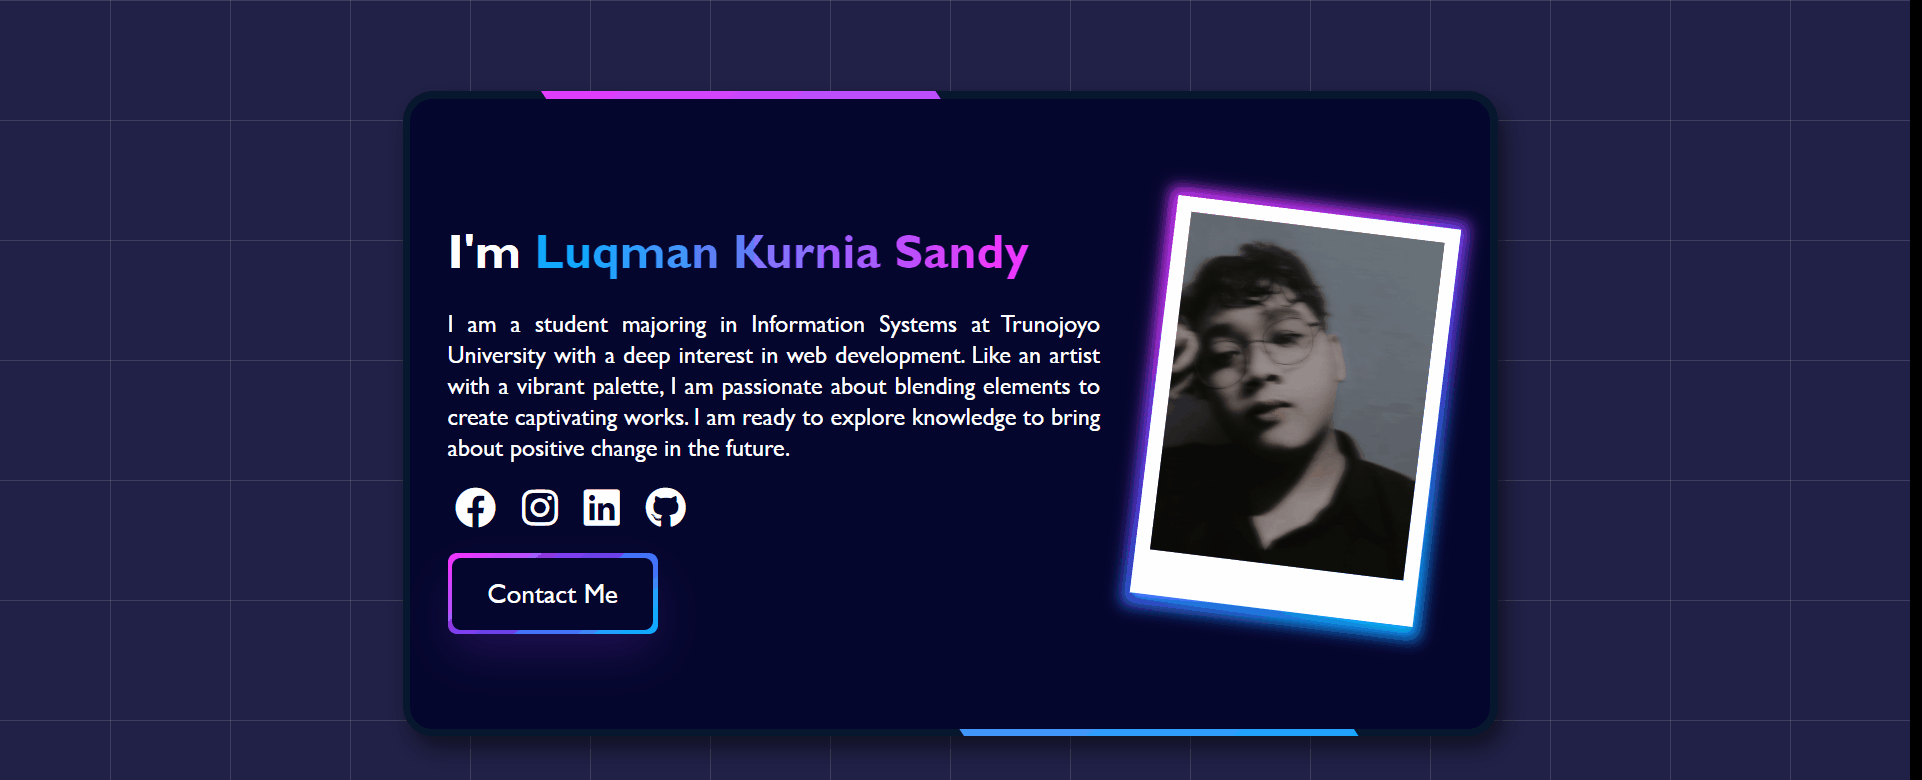 I'm Luqman Kurnia Sandy
I am a student majoring in Information Systems at Trunojoyo
University with a deep interest in web development. Like an artist
with a vibrant palette, I am passionate about blending elements to
create captivating works. I am ready to explore knowledge to bring
about positive change in the future.
Contact Me